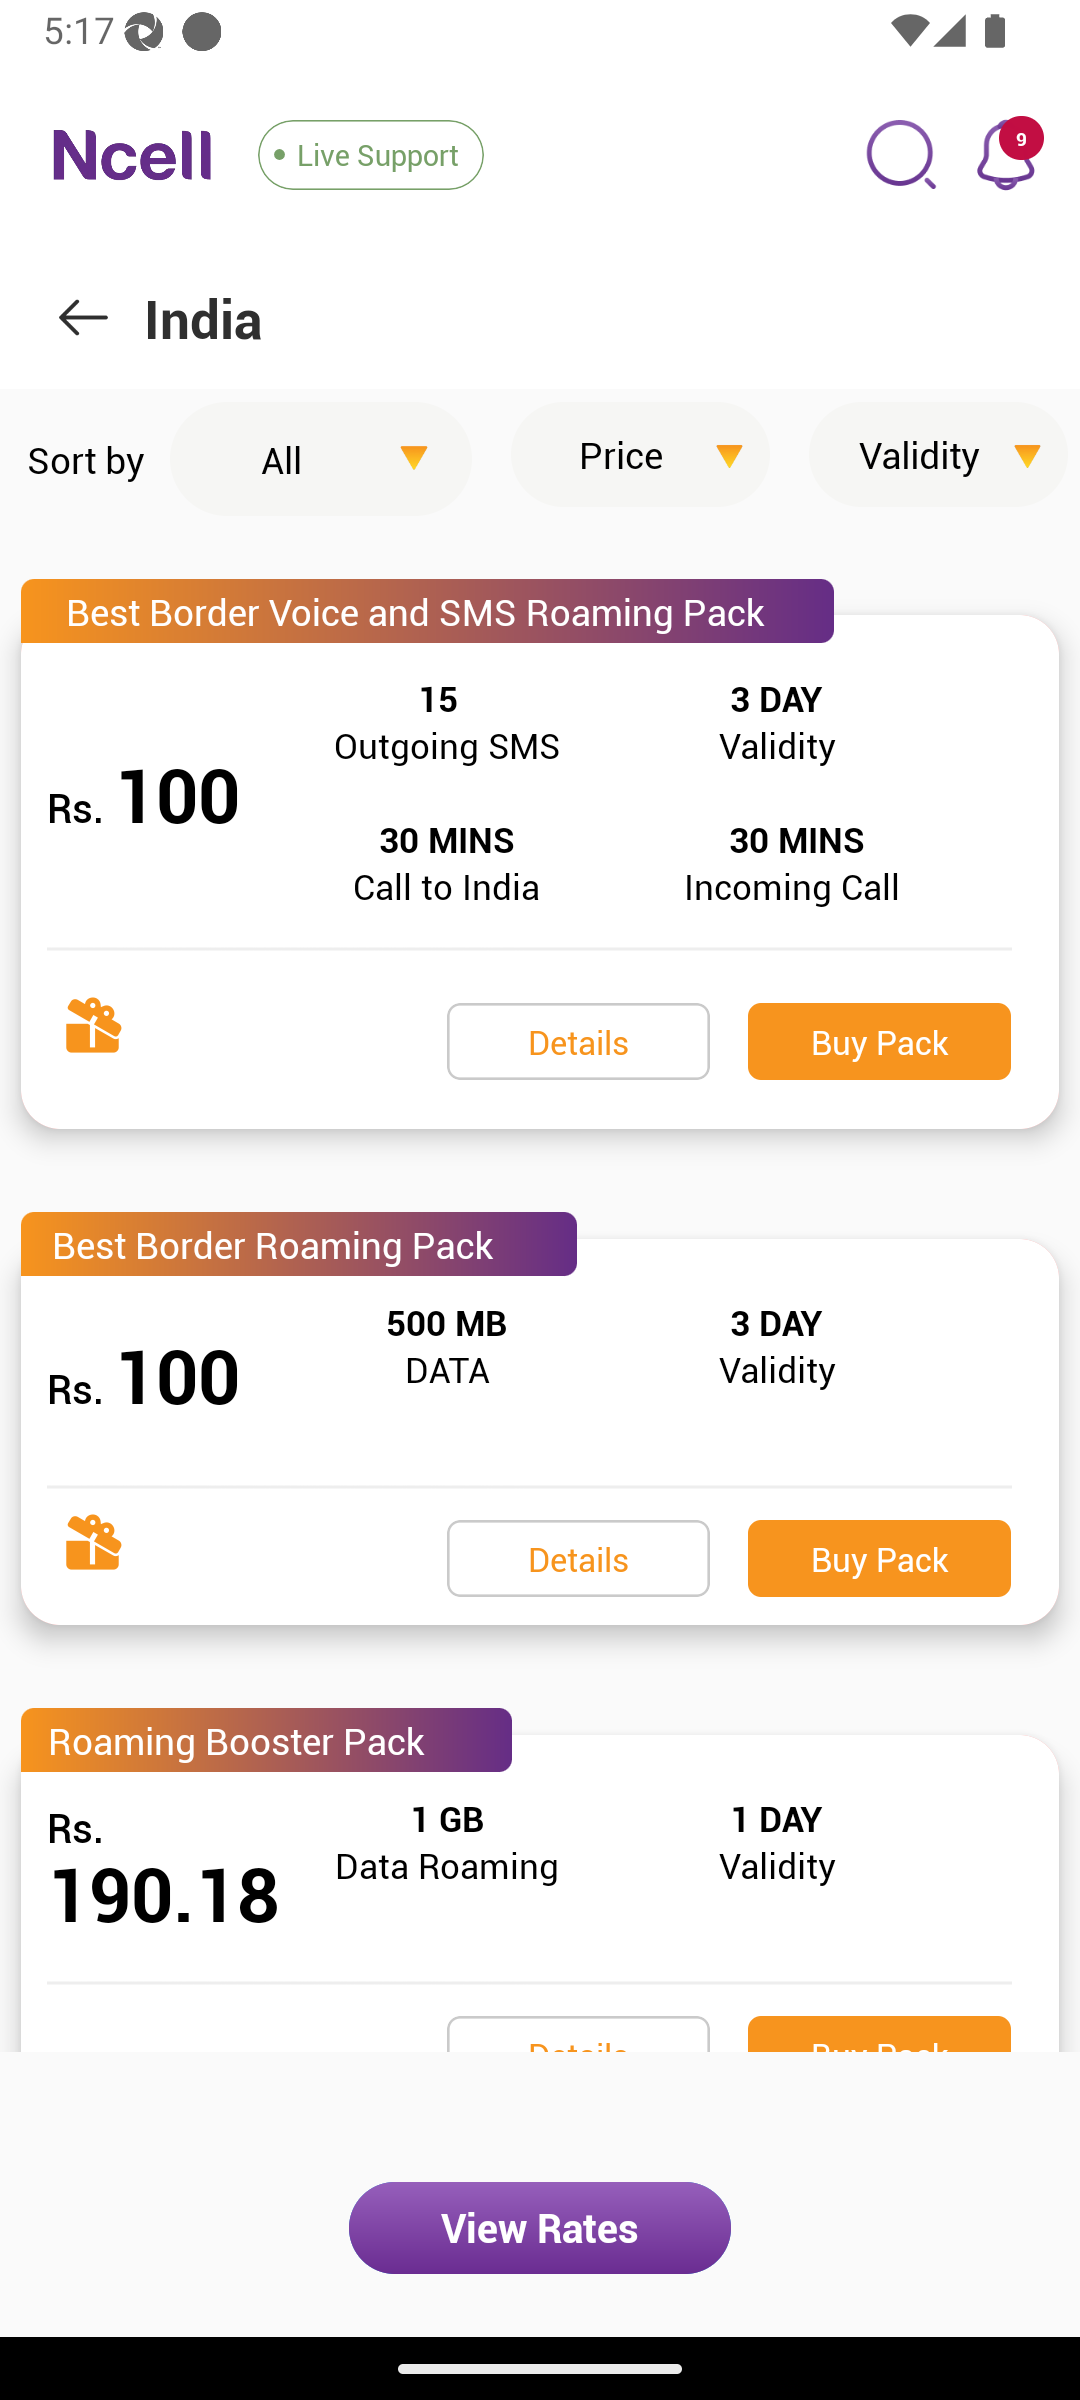 5:17
Ncell
Live Support
9
India
Sort by
All
Price
Validity
Best Border Voice and SMS Roaming Pack
15
Outgoing SMS
3 DAY
Validity
Rs. 100
30 MINS
Call to India
30 MINS
Incoming Call
Details
Buy Pack
Best Border Roaming Pack
500 MB
DATA
3 DAY
Validity
Rs. 100
Details
Buy Pack
Roaming Booster Pack
Rs.
190.18
1 GB
Data Roaming
1 DAY
Validity
Details
Buy Pack
View Rates